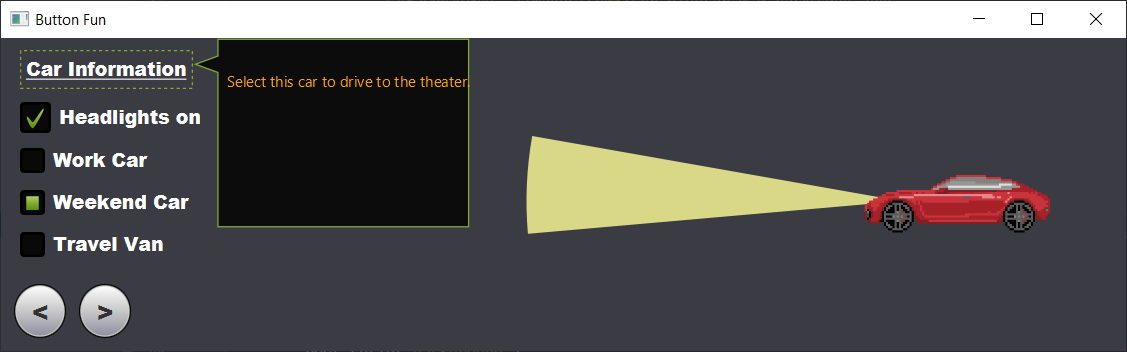 Button Fun
Car Information
Select this car to drive to the theater.
Headlights on
Work Car
Weekend Car
Travel Van
< >